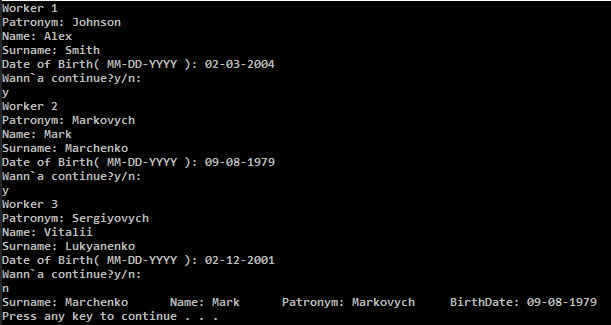 Worker 1
Patronym: Johnson
Name: Alex
Surname: Smith
Date of Birth( MM-DD-YYYY ): 02-03-2004
Wann`a continue?y/n:
y
Worker 2
Patronym: Markovych
Name: Mark
Surname: Marchenko
Date of Birth( MM-DD-YYYY ): 09-08-1979
Wann`a continue?y/n:
y
Worker 3
Patronym: Sergiyovych
Name: Vitalii
Surname: Lukyanenko
Date of Birth( MM-DD-YYYY ): 02-12-2001
Wann`a continue?y/n:
n
Surname: Marchenko      Name: Mark      Patronym: Markovych     BirthDate: 09-08-1979
Press any key to continue . . .